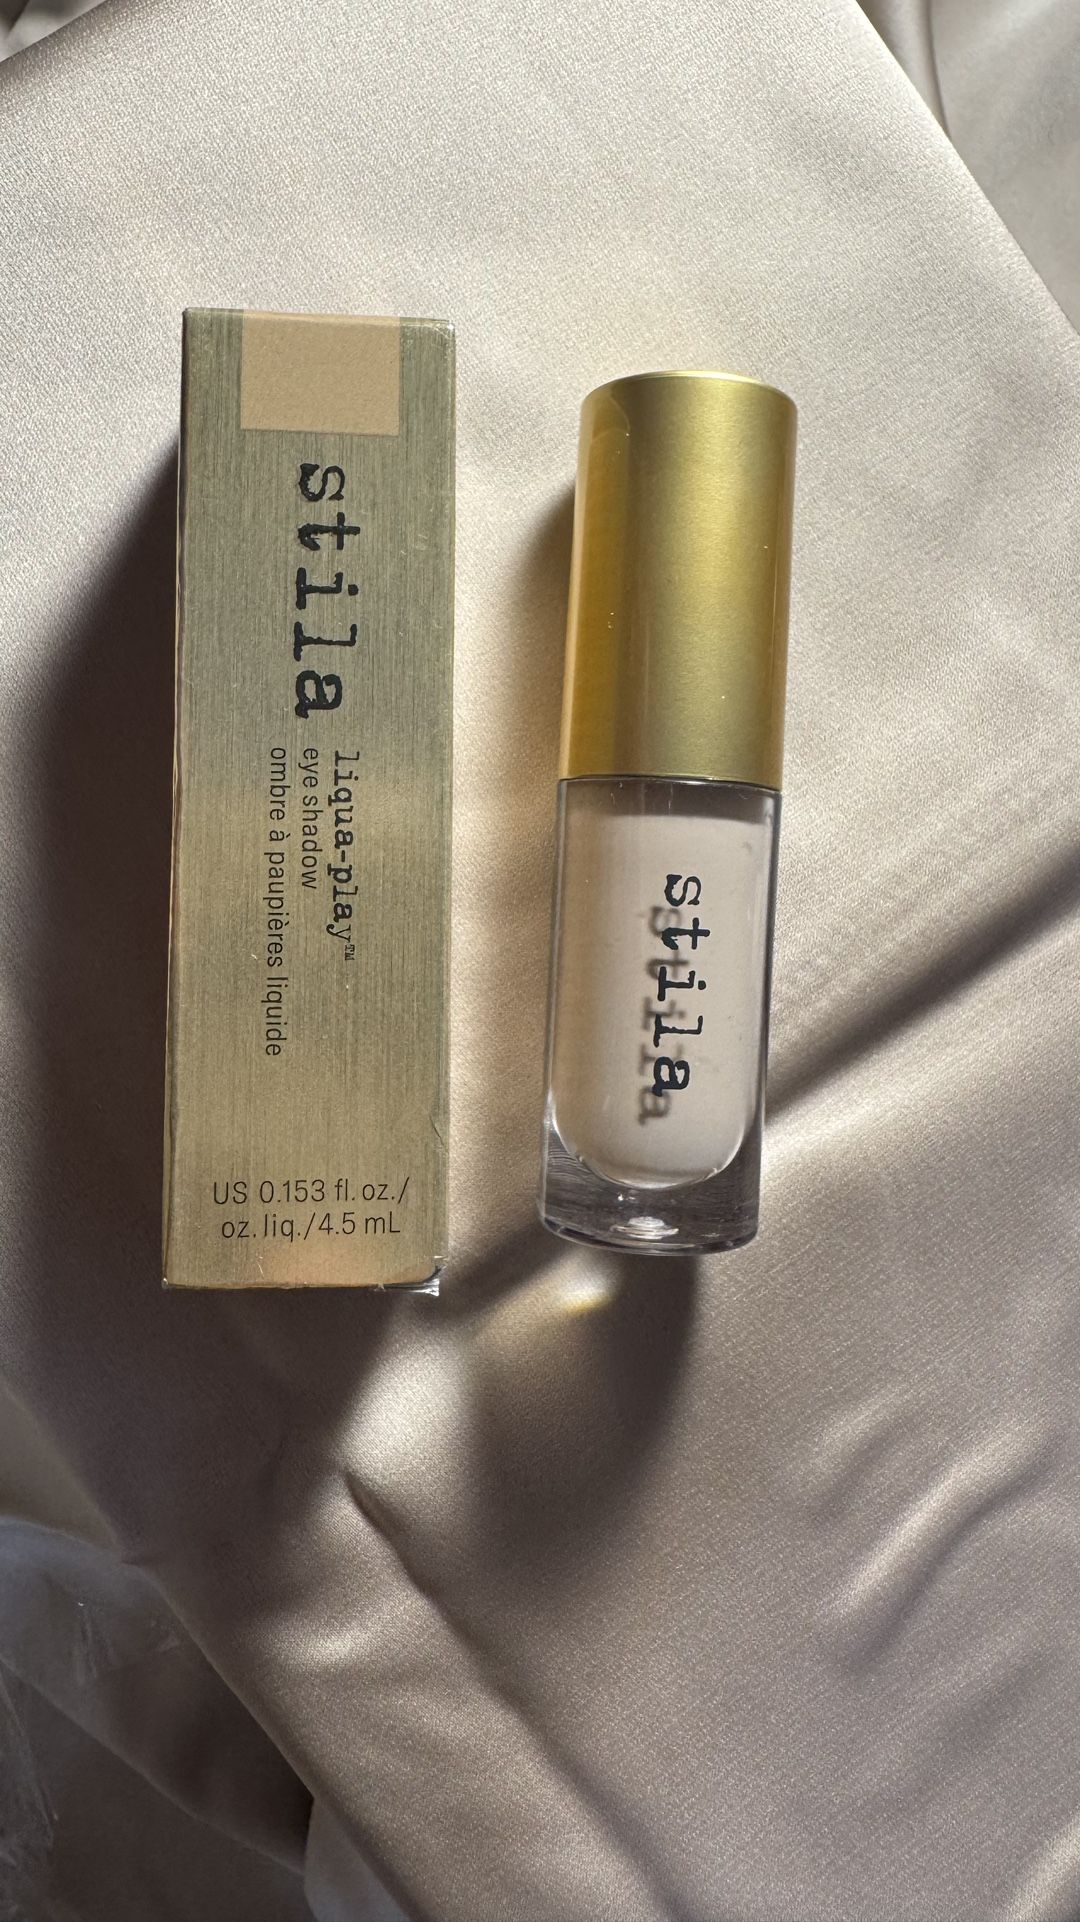 stila
liqua-play™
eye shadow
ombre à paupières liquide
US 0.153 fl. oz./
oz. liq./4.5 mL
stila